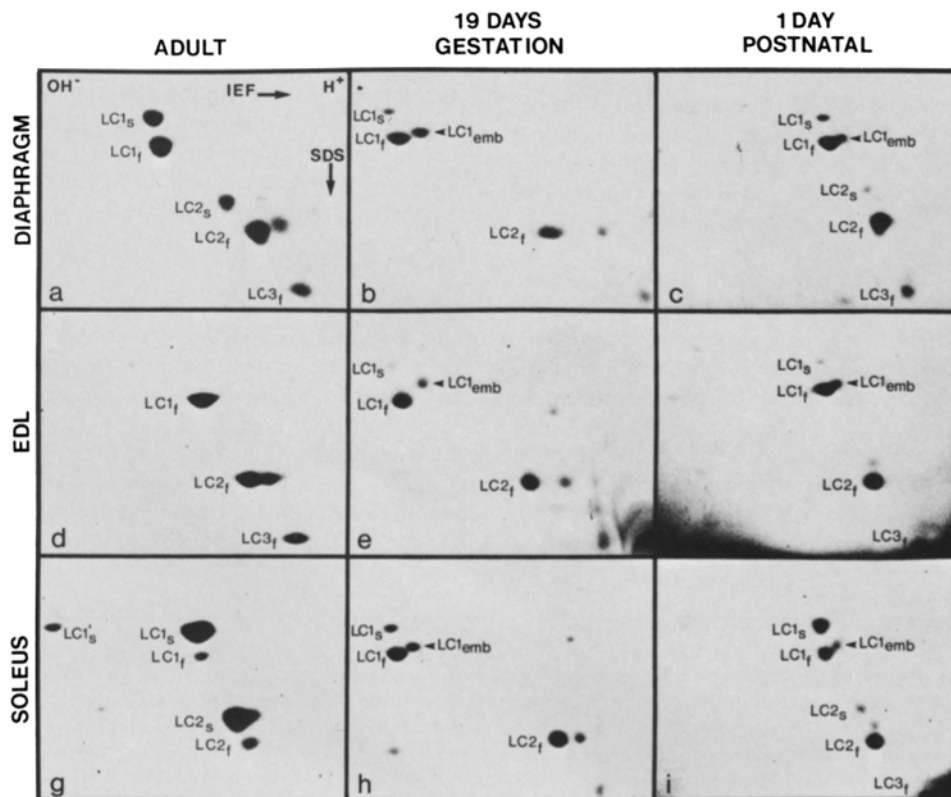 ADULT
19 DAYS
GESTATION
1 DAY
POSTNATAL
DIAPHRAGM
OH⁻ IEF H⁺
SDS
LC1s
LC1f
LC2s
LC2f
LC3f
a
LC1s
LC1f LC1emb
LC2f
b
LC1s
LC1f LC1emb
LC2s
LC2f
LC3f
c
EDL
LC1f
LC2f
LC3f
d
LC1s
LC1emb
LC1f
LC2f
e
LC1s
LC1emb
LC1f
LC2f
LC3f
f
SOLEUS
LC1's LC1s
LC1f
LC2s
LC2f
g
LC1s
LC1emb
LC1f
LC2f
h
LC1s
LC1emb
LC1f
LC2s
LC2f
LC3f
i